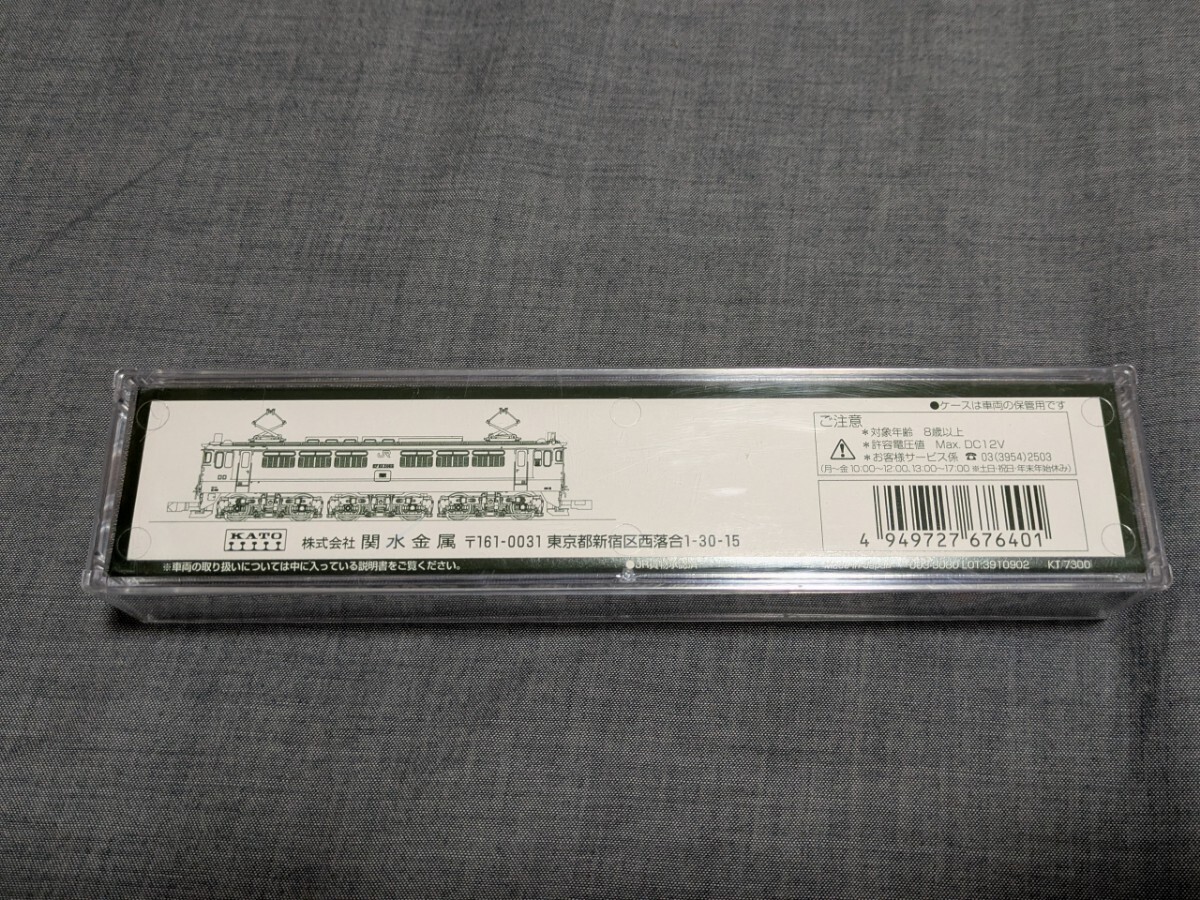 ●ケースは車両の保管用です
ご注意
＊対象年齢 8歳以上
＊許容電圧値 Max. DC12V
＊お客様サービス係 ☎ 03(3954)2503
(月～金 10:00～12:00, 13:00～17:00 ※土日・祝日・年末年始休み)
JR
4 949727 676401
KATO
株式会社 関水金属 〒161-0031 東京都新宿区西落合1-30-15
※車両の取り扱いについては中に入っている説明書をご覧ください。
LOT:3910902 KT-7300